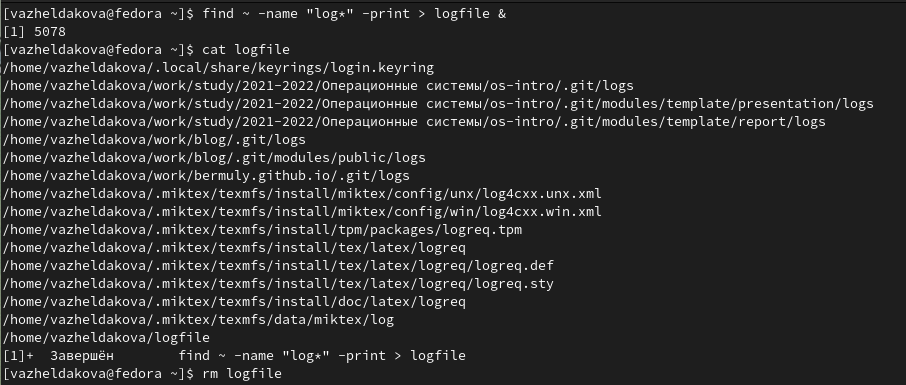 [vazheldakova@fedora ~]$ find ~ -name "log*" -print > logfile &
[1] 5078
[vazheldakova@fedora ~]$ cat logfile
/home/vazheldakova/.local/share/keyrings/login.keyring
/home/vazheldakova/work/study/2021-2022/Операционные системы/os-intro/.git/logs
/home/vazheldakova/work/study/2021-2022/Операционные системы/os-intro/.git/modules/template/presentation/logs
/home/vazheldakova/work/study/2021-2022/Операционные системы/os-intro/.git/modules/template/report/logs
/home/vazheldakova/work/blog/.git/logs
/home/vazheldakova/work/blog/.git/modules/public/logs
/home/vazheldakova/work/bermuly.github.io/.git/logs
/home/vazheldakova/.miktex/texmfs/install/miktex/config/unx/log4cxx.unx.xml
/home/vazheldakova/.miktex/texmfs/install/miktex/config/win/log4cxx.win.xml
/home/vazheldakova/.miktex/texmfs/install/tpm/packages/logreq.tpm
/home/vazheldakova/.miktex/texmfs/install/tex/latex/logreq
/home/vazheldakova/.miktex/texmfs/install/tex/latex/logreq/logreq.def
/home/vazheldakova/.miktex/texmfs/install/tex/latex/logreq/logreq.sty
/home/vazheldakova/.miktex/texmfs/install/doc/latex/logreq
/home/vazheldakova/.miktex/texmfs/data/miktex/log
/home/vazheldakova/logfile
[1]+  Завершён        find ~ -name "log*" -print > logfile
[vazheldakova@fedora ~]$ rm logfile